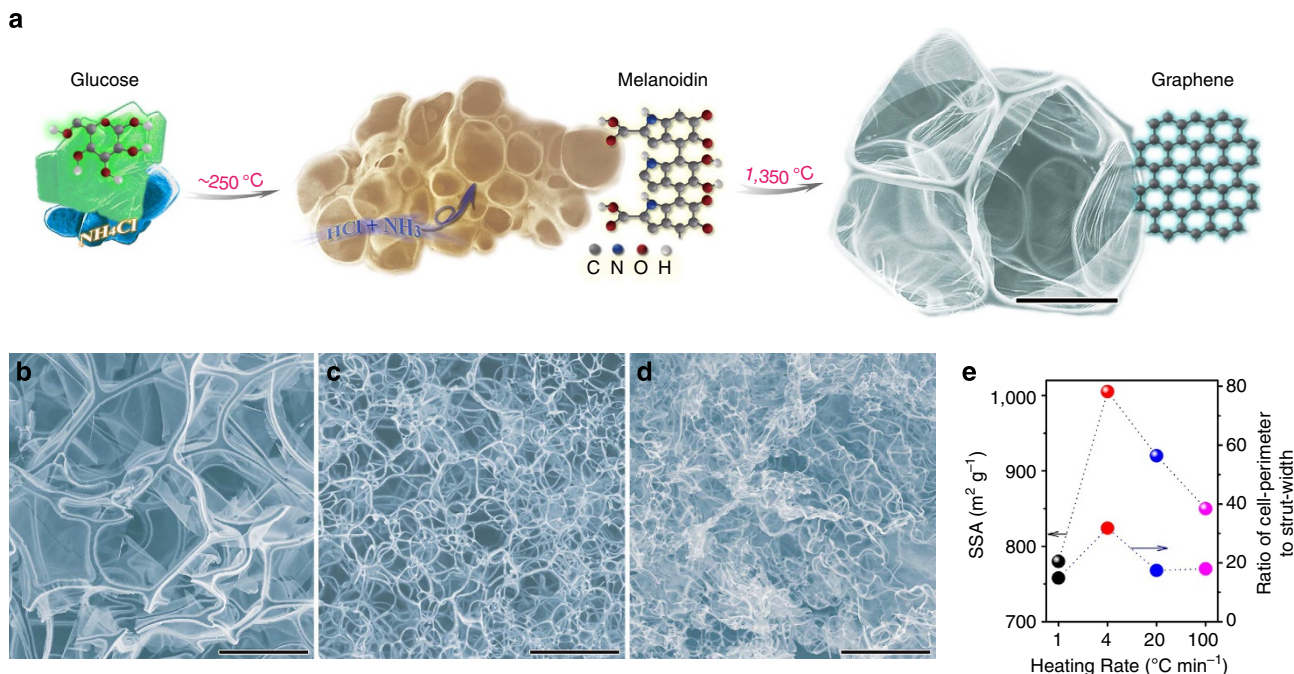 a
Glucose
Melanoidin
Graphene
~250 °C
1,350 °C
NH₄Cl
HCl + NH₃
C N O H
b
c
d
e
SSA (m² g⁻¹)
1,000
900
800
700
80
60
40
20
0
Ratio of cell-perimeter
to strut-width
1 4 20 100
Heating Rate (°C min⁻¹)